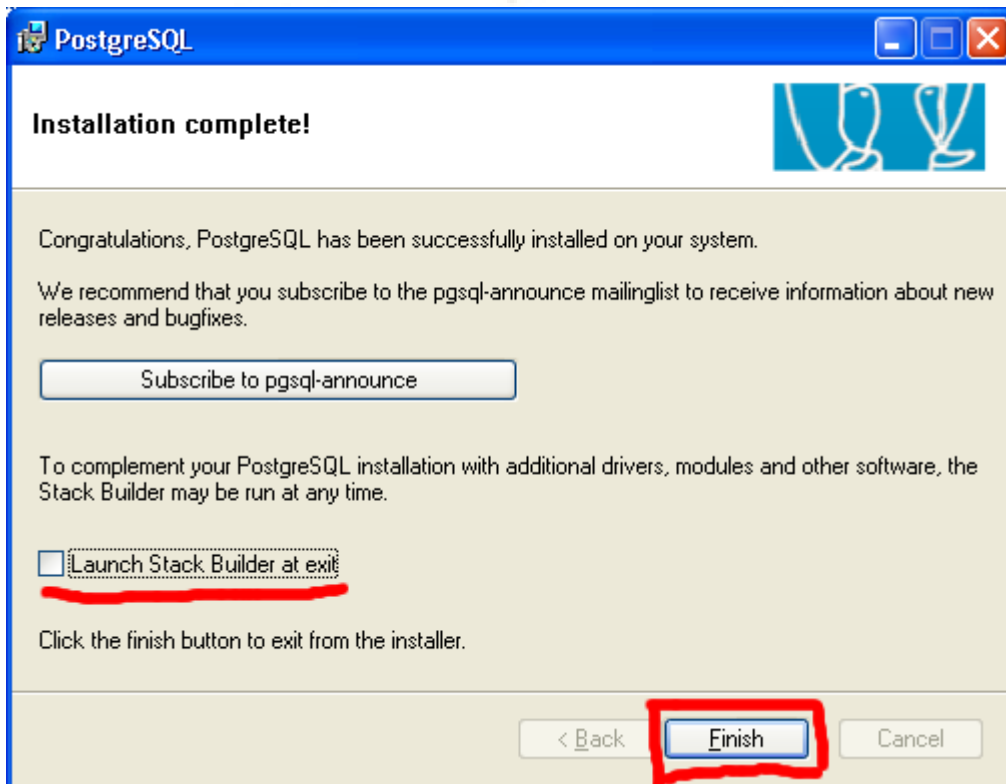 PostgreSQL
Installation complete!
Congratulations, PostgreSQL has been successfully installed on your system.
We recommend that you subscribe to the pgsql-announce mailinglist to receive information about new
releases and bugfixes.
Subscribe to pgsql-announce
To complement your PostgreSQL installation with additional drivers, modules and other software, the
Stack Builder may be run at any time.
Launch Stack Builder at exit
Click the finish button to exit from the installer.
< Back Finish Cancel